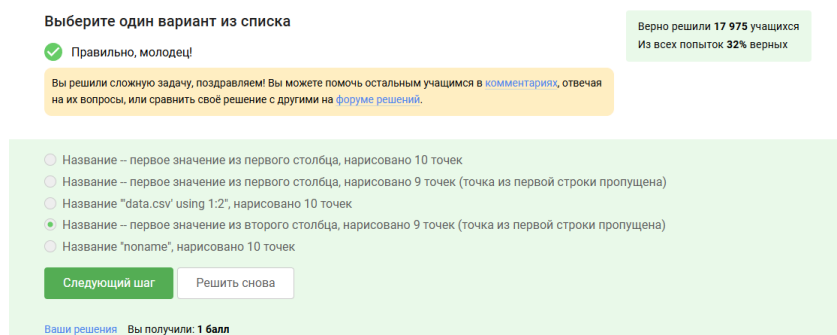 Выберите один вариант из списка
Верно решили 17 975 учащихся
Из всех попыток 32% верных
Правильно, молодец!
Вы решили сложную задачу, поздравляем! Вы можете помочь остальным учащимся в комментариях, отвечая
на их вопросы, или сравнить своё решение с другими на форуме решений.
Название -- первое значение из первого столбца, нарисовано 10 точек
Название -- первое значение из первого столбца, нарисовано 9 точек (точка из первой строки пропущена)
Название "'data.csv' using 1:2", нарисовано 10 точек
Название -- первое значение из второго столбца, нарисовано 9 точек (точка из первой строки пропущена)
Название "noname", нарисовано 10 точек
Следующий шаг
Решить снова
Ваши решения Вы получили: 1 балл